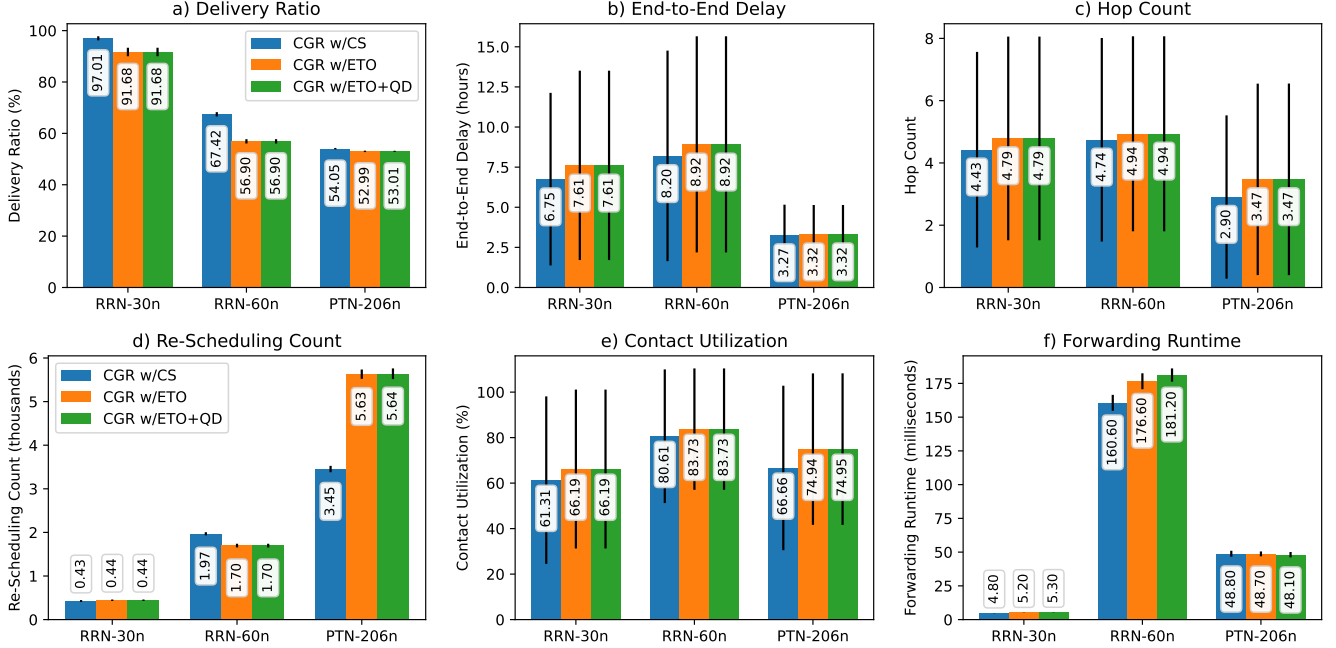 a) Delivery Ratio
Delivery Ratio (%)
100
80
60
40
20
0
CGR w/CS
CGR w/ETO
CGR w/ETO+QD
97.01
91.68
91.68
67.42
56.90
56.90
54.05
52.99
53.01
RRN-30n
RRN-60n
PTN-206n
b) End-to-End Delay
End-to-End Delay (hours)
15.0
12.5
10.0
7.5
5.0
2.5
0.0
6.75
7.61
7.61
8.20
8.92
8.92
3.27
3.32
3.32
RRN-30n
RRN-60n
PTN-206n
c) Hop Count
Hop Count
8
6
4
2
0
4.43
4.79
4.79
4.74
4.94
4.94
2.90
3.47
3.47
RRN-30n
RRN-60n
PTN-206n
d) Re-Scheduling Count
Re-Scheduling Count (thousands)
6
5
4
3
2
1
0
CGR w/CS
CGR w/ETO
CGR w/ETO+QD
0.43
0.44
0.44
1.97
1.70
1.70
3.45
5.63
5.64
RRN-30n
RRN-60n
PTN-206n
e) Contact Utilization
Contact Utilization (%)
100
80
60
40
20
0
61.31
66.19
66.19
80.61
83.73
83.73
66.66
74.94
74.95
RRN-30n
RRN-60n
PTN-206n
f) Forwarding Runtime
Forwarding Runtime (milliseconds)
175
150
125
100
75
50
25
0
4.80
5.20
5.30
160.60
176.60
181.20
48.80
48.70
48.10
RRN-30n
RRN-60n
PTN-206n